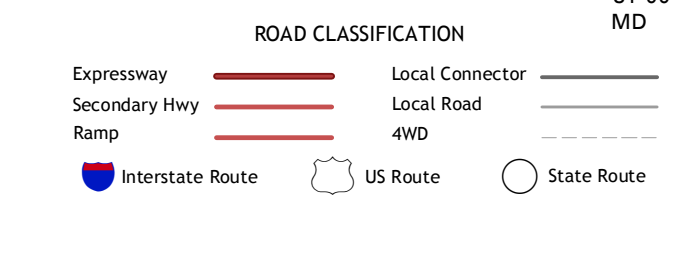 MD
ROAD CLASSIFICATION
Expressway
Local Connector
Secondary Hwy
Local Road
Ramp
4WD
Interstate Route
US Route
State Route